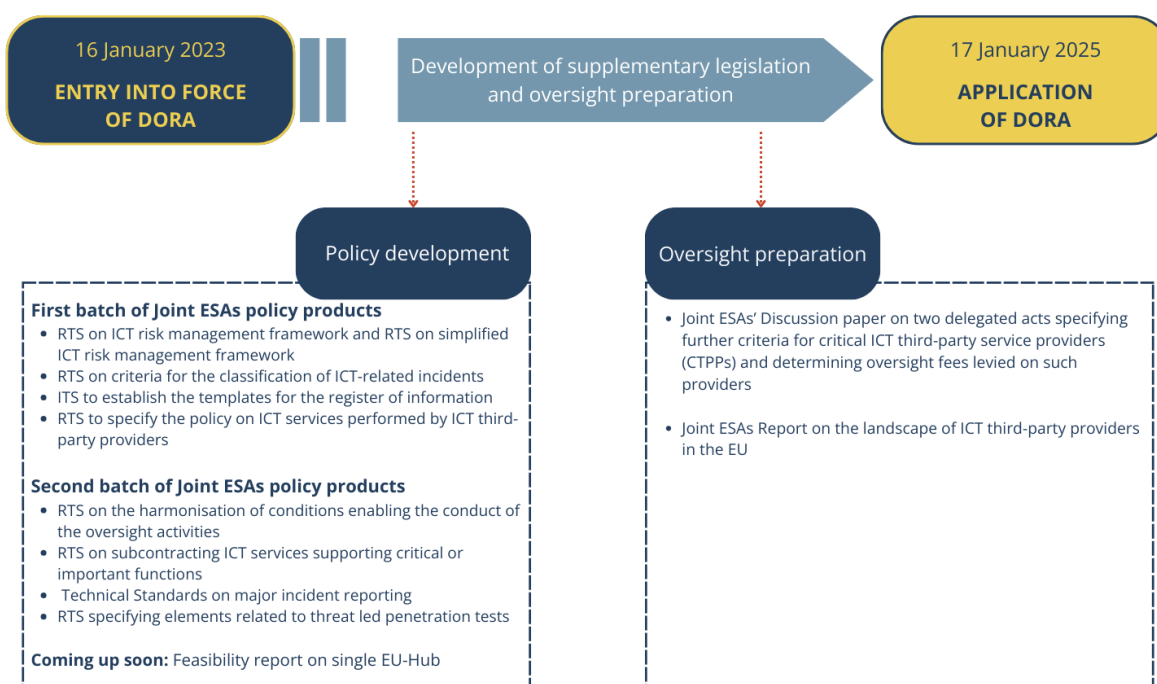 16 January 2023
ENTRY INTO FORCE
OF DORA
Development of supplementary legislation
and oversight preparation
17 January 2025
APPLICATION
OF DORA
Policy development
First batch of Joint ESAs policy products
• RTS on ICT risk management framework and RTS on simplified
ICT risk management framework
• RTS on criteria for the classification of ICT-related incidents
• ITS to establish the templates for the register of information
• RTS to specify the policy on ICT services performed by ICT third-
party providers
Second batch of Joint ESAs policy products
• RTS on the harmonisation of conditions enabling the conduct of
the oversight activities
• RTS on subcontracting ICT services supporting critical or
important functions
• Technical Standards on major incident reporting
• RTS specifying elements related to threat led penetration tests
Coming up soon: Feasibility report on single EU-Hub
Oversight preparation
• Joint ESAs’ Discussion paper on two delegated acts specifying
further criteria for critical ICT third-party service providers
(CTPPs) and determining oversight fees levied on such
providers
• Joint ESAs Report on the landscape of ICT third-party providers
in the EU